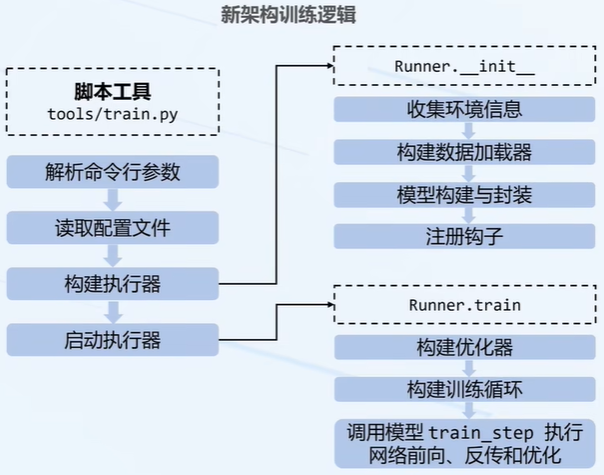 新架构训练逻辑
脚本工具
tools/train.py
解析命令行参数
读取配置文件
构建执行器
启动执行器
Runner.__init__
收集环境信息
构建数据加载器
模型构建与封装
注册钩子
Runner.train
构建优化器
构建训练循环
调用模型 train_step 执行
网络前向、反传和优化